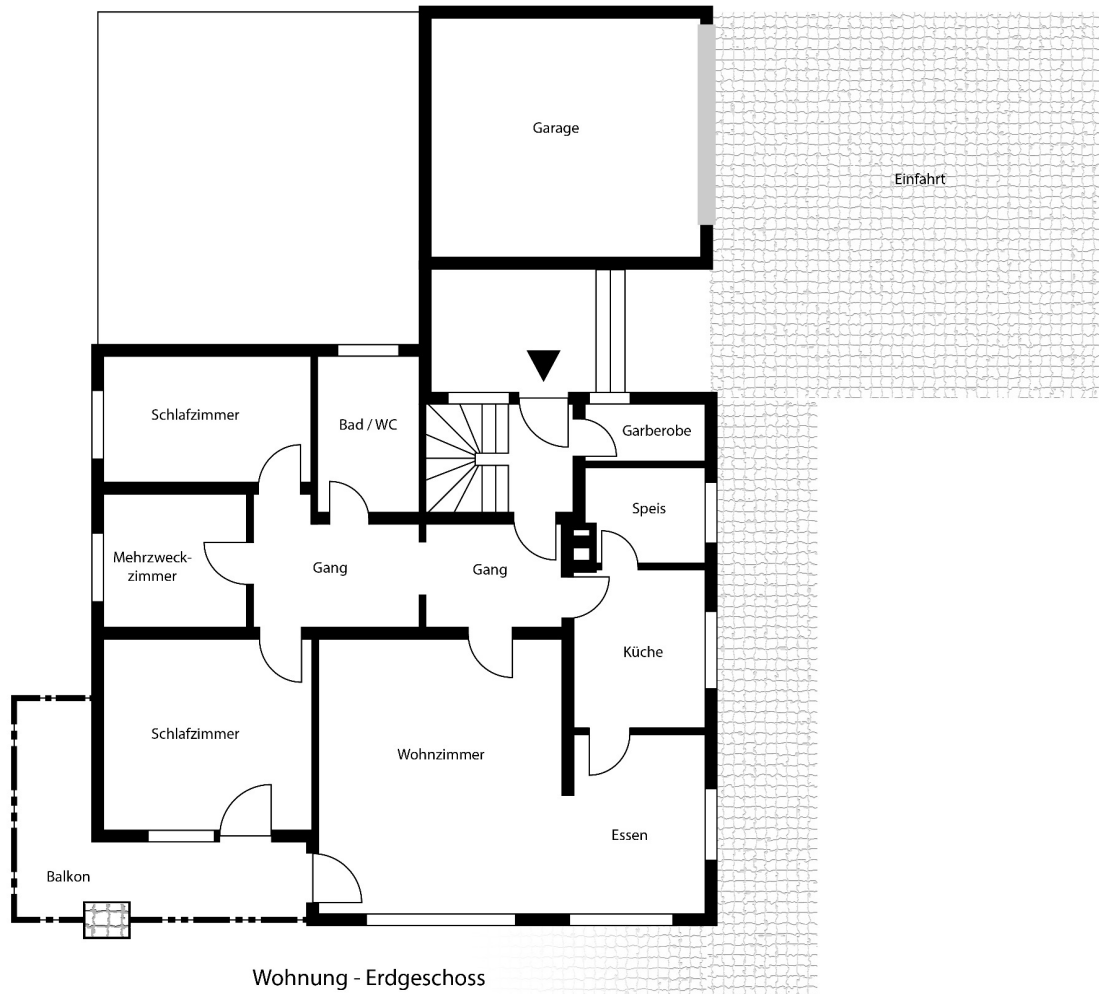 Garage
Einfahrt
Schlafzimmer
Bad / WC
Garberobe
Speis
Mehrzweck-
zimmer
Gang
Gang
Küche
Schlafzimmer
Wohnzimmer
Essen
Balkon
Wohnung - Erdgeschoss